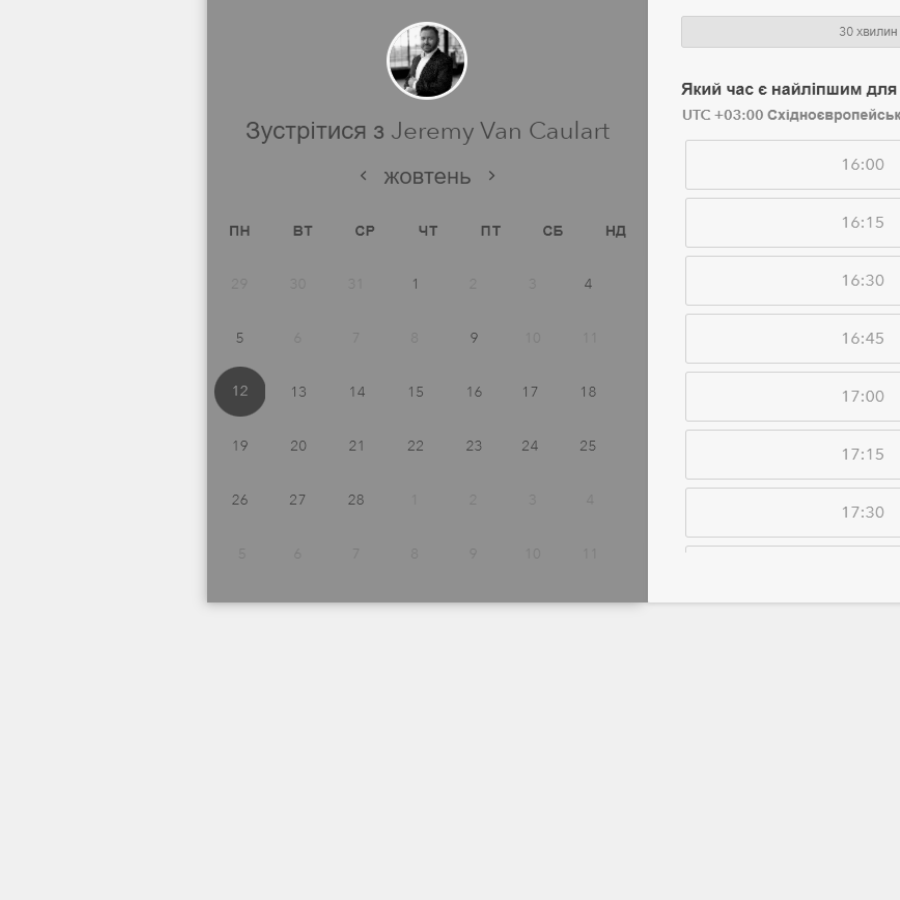 Зустрітися з Jeremy Van Caulart
жовтень
ПН ВТ СР ЧТ ПТ СБ НД
29 30 31 1 2 3 4
5 6 7 8 9 10 11
12 13 14 15 16 17 18
19 20 21 22 23 24 25
26 27 28 1 2 3 4
5 6 7 8 9 10 11
30 хвилин
Який час є найліпшим для
UTC +03:00 Східноєвропейськ
16:00
16:15
16:30
16:45
17:00
17:15
17:30